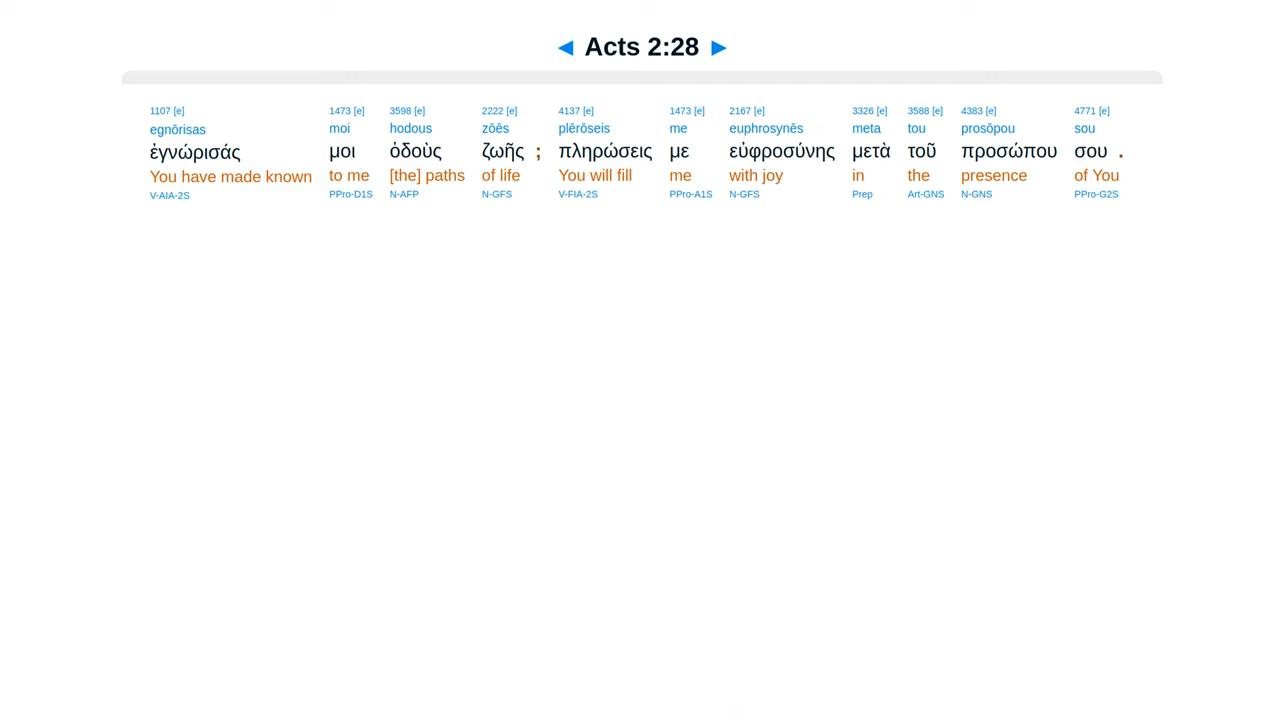 ◄ Acts 2:28 ►
1107 [e] 1473 [e] 3598 [e] 2222 [e] 4137 [e] 1473 [e] 2167 [e] 3326 [e] 3588 [e] 4383 [e] 4771 [e]
egnōrisas moi hodous zōēs plērōseis me euphrosynēs meta tou prosōpou sou
ἐγνώρισάς μοι ὁδοὺς ζωῆς ; πληρώσεις με εὐφροσύνης μετὰ τοῦ προσώπου σου .
You have made known to me [the] paths of life You will fill me with joy in the presence of You
V-AIA-2S PPro-D1S N-AFP N-GFS V-FIA-2S PPro-A1S N-GFS Prep Art-GNS N-GNS PPro-G2S